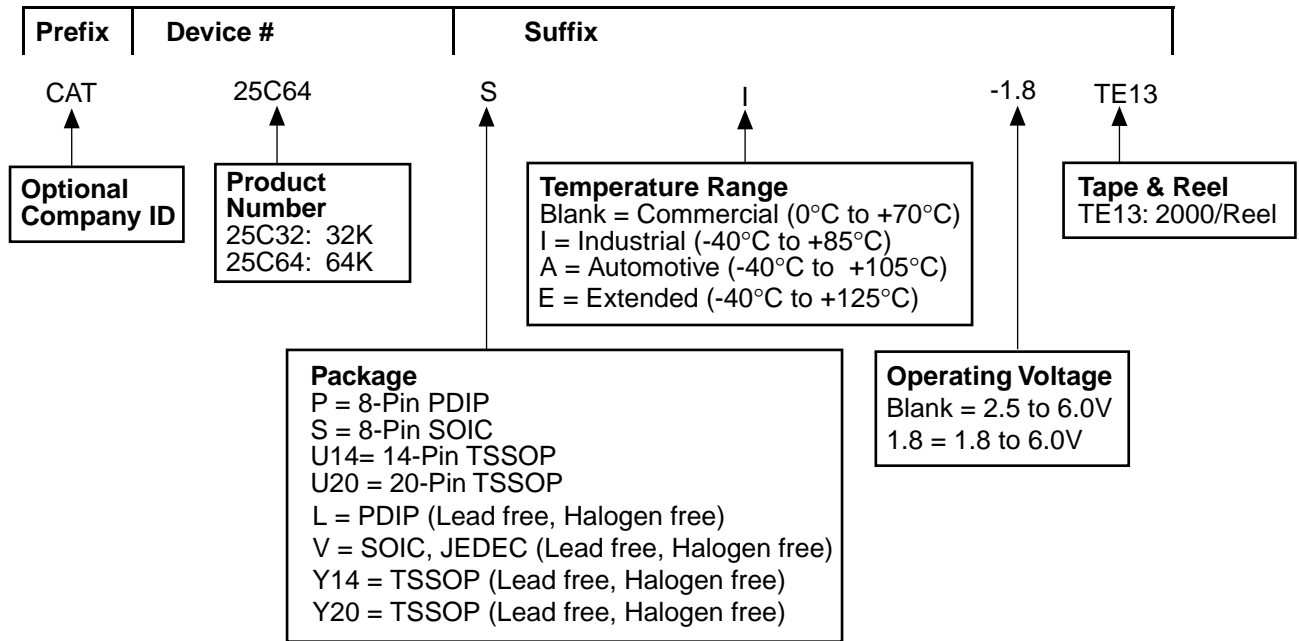 Prefix Device # Suffix
CAT 25C64 S I -1.8 TE13
Optional
Company ID
Product
Number
25C32: 32K
25C64: 64K
Temperature Range
Blank = Commercial (0°C to +70°C)
I = Industrial (-40°C to +85°C)
A = Automotive (-40°C to +105°C)
E = Extended (-40°C to +125°C)
Tape & Reel
TE13: 2000/Reel
Package
P = 8-Pin PDIP
S = 8-Pin SOIC
U14= 14-Pin TSSOP
U20 = 20-Pin TSSOP
L = PDIP (Lead free, Halogen free)
V = SOIC, JEDEC (Lead free, Halogen free)
Y14 = TSSOP (Lead free, Halogen free)
Y20 = TSSOP (Lead free, Halogen free)
Operating Voltage
Blank = 2.5 to 6.0V
1.8 = 1.8 to 6.0V